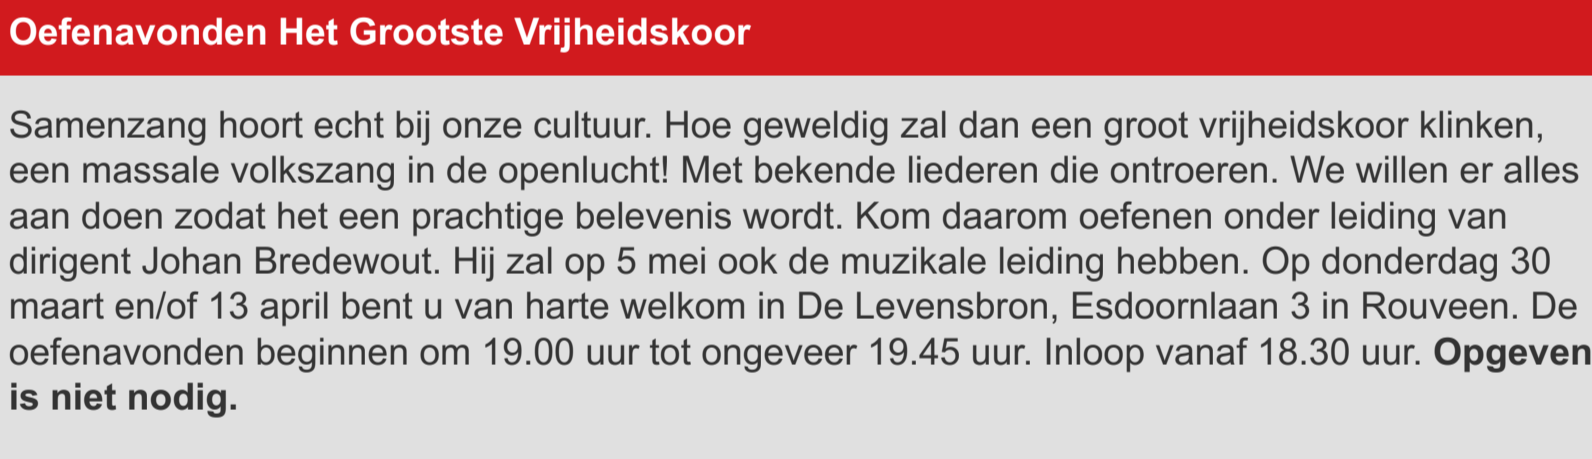 Oefenavonden Het Grootste Vrijheidskoor
Samenzang hoort echt bij onze cultuur. Hoe geweldig zal dan een groot vrijheidskoor klinken,
een massale volkszang in de openlucht! Met bekende liederen die ontroeren. We willen er alles
aan doen zodat het een prachtige belevenis wordt. Kom daarom oefenen onder leiding van
dirigent Johan Bredewout. Hij zal op 5 mei ook de muzikale leiding hebben. Op donderdag 30
maart en/of 13 april bent u van harte welkom in De Levensbron, Esdoornlaan 3 in Rouveen. De
oefenavonden beginnen om 19.00 uur tot ongeveer 19.45 uur. Inloop vanaf 18.30 uur. Opgeven
is niet nodig.